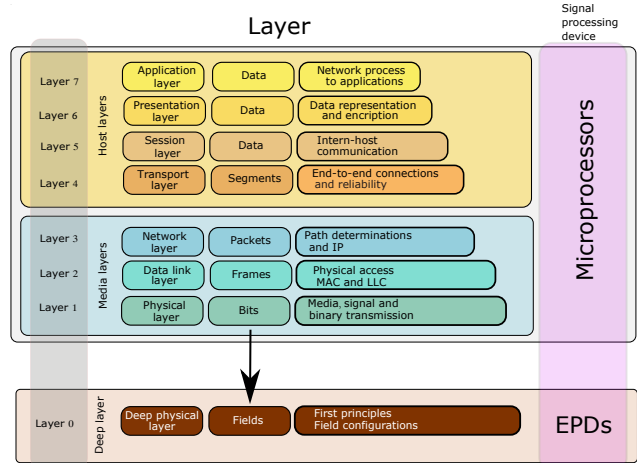 Layer
Signal
processing
device
Host layers
Layer 7
Application
layer
Data
Network process
to applications
Layer 6
Presentation
layer
Data
Data representation
and encription
Layer 5
Session
layer
Data
Intern-host
communication
Layer 4
Transport
layer
Segments
End-to-end connections
and reliability
Media layers
Layer 3
Network
layer
Packets
Path determinations
and IP
Layer 2
Data link
layer
Frames
Physical access
MAC and LLC
Layer 1
Physical
layer
Bits
Media, signal and
binary transmission
Microprocessors
Deep layer
Layer 0
Deep physical
layer
Fields
First principles
Field configurations
EPDs